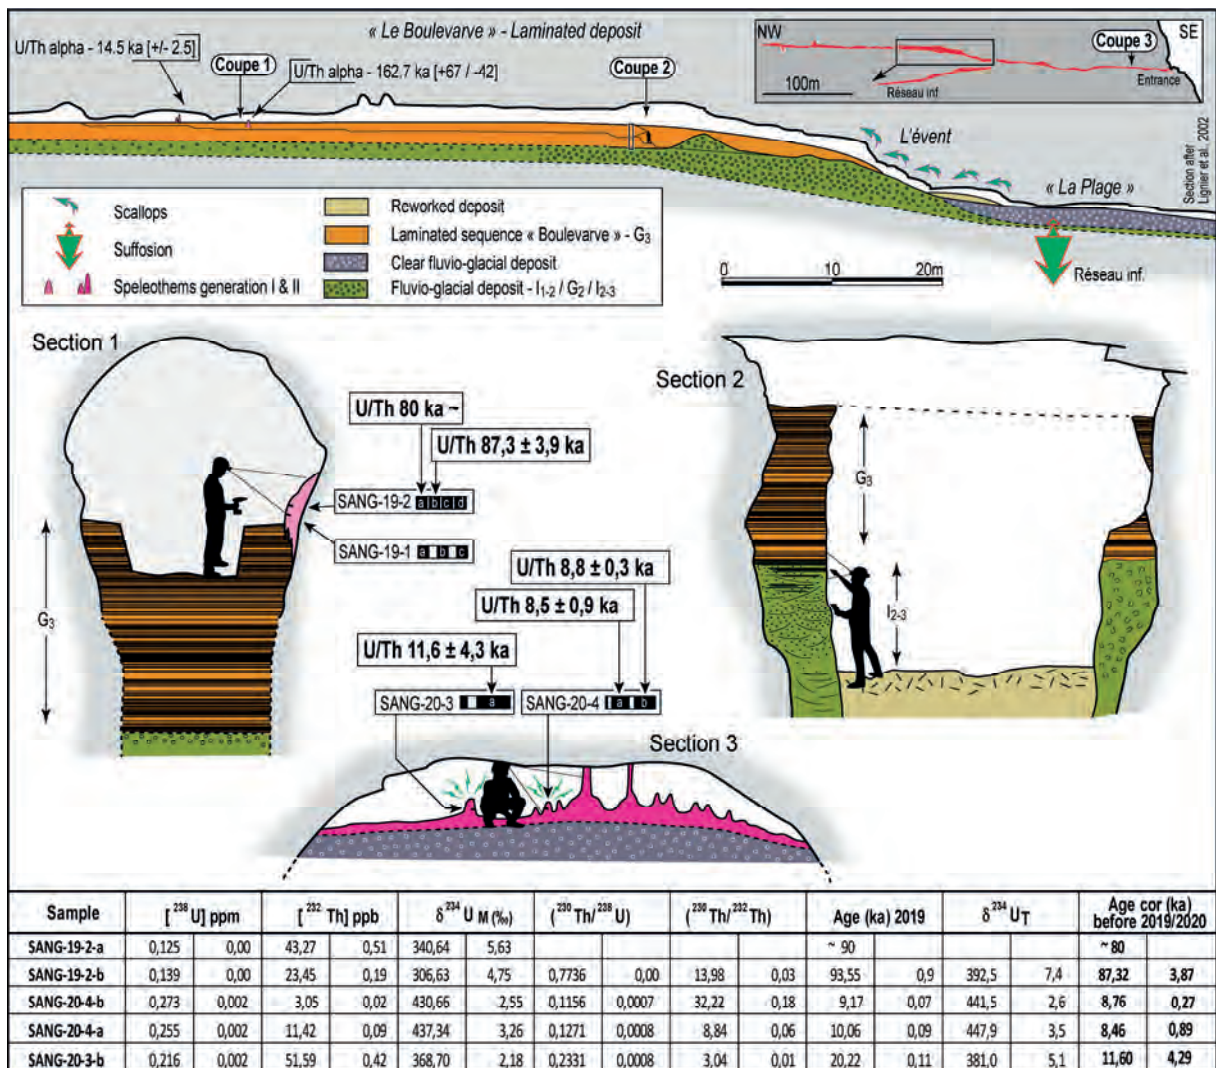 « Le Boulevarve » - Laminated deposit
U/Th alpha - 14.5 ka [+/- 2.5]
Coupe 1
U/Th alpha - 162.7 ka [+67 / -42]
Coupe 2
NW
SE
Coupe 3
100m
Réseau inf.
Entrance
L'évent
« La Plage »
Section after
Lignier et al., 2002
Scallops
Suffosion
Speleothems generation I & II
Reworked deposit
Laminated sequence « Boulevarve » - G3
Clear fluvio-glacial deposit
Fluvio-glacial deposit - I1-2 / G2 / I2-3
0 10 20m
Réseau inf.
Section 1
U/Th 80 ka ~
U/Th 87,3 ± 3,9 ka
SANG-19-2 a b c d
SANG-19-1 a b c
G3
Section 2
G3
I2-3
U/Th 8,8 ± 0,3 ka
U/Th 8,5 ± 0,9 ka
U/Th 11,6 ± 4,3 ka
SANG-20-3 a
SANG-20-4 a b
Section 3
Sample [238U] ppm [232Th] ppb δ234 U M (‰) (230Th/238U) (230Th/232Th) Age (ka) 2019 δ234UT Age cor (ka) before 2019/2020
SANG-19-2-a 0,125 0,00 43,27 0,51 340,64 5,63 ~ 90 ~ 80
SANG-19-2-b 0,139 0,00 23,45 0,19 306,63 4,75 0,7736 0,00 13,98 0,03 93,55 0,9 392,5 7,4 87,32 3,87
SANG-20-4-b 0,273 0,002 3,05 0,02 430,66 2,55 0,1156 0,0007 32,22 0,18 9,17 0,07 441,5 2,6 8,76 0,27
SANG-20-4-a 0,255 0,002 11,42 0,09 437,34 3,26 0,1271 0,0008 8,84 0,06 10,06 0,09 447,9 3,5 8,46 0,89
SANG-20-3-b 0,216 0,002 51,59 0,42 368,70 2,18 0,2331 0,0008 3,04 0,01 20,22 0,11 381,0 5,1 11,60 4,29